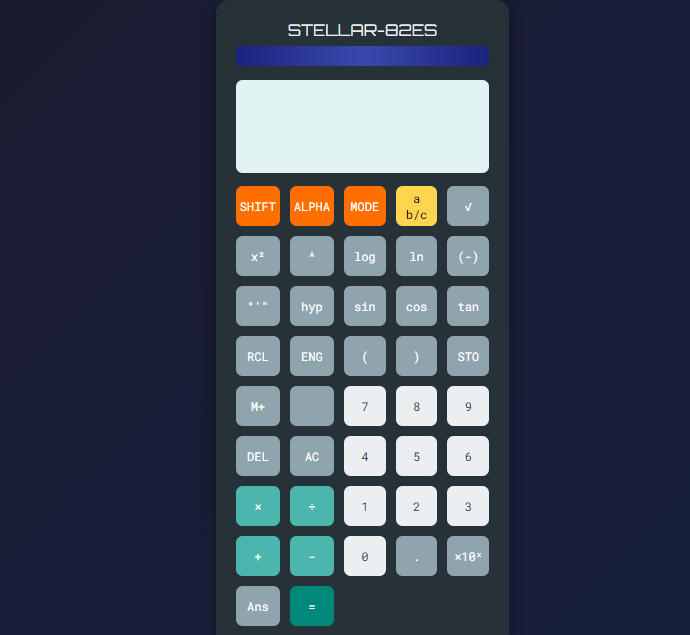 STELLAR-82ES
SHIFT ALPHA MODE a b/c √
x² ^ log ln (-)
°'" hyp sin cos tan
RCL ENG ( ) STO
M+ 7 8 9
DEL AC 4 5 6
× ÷ 1 2 3
+ − 0 . ×10ˣ
Ans =